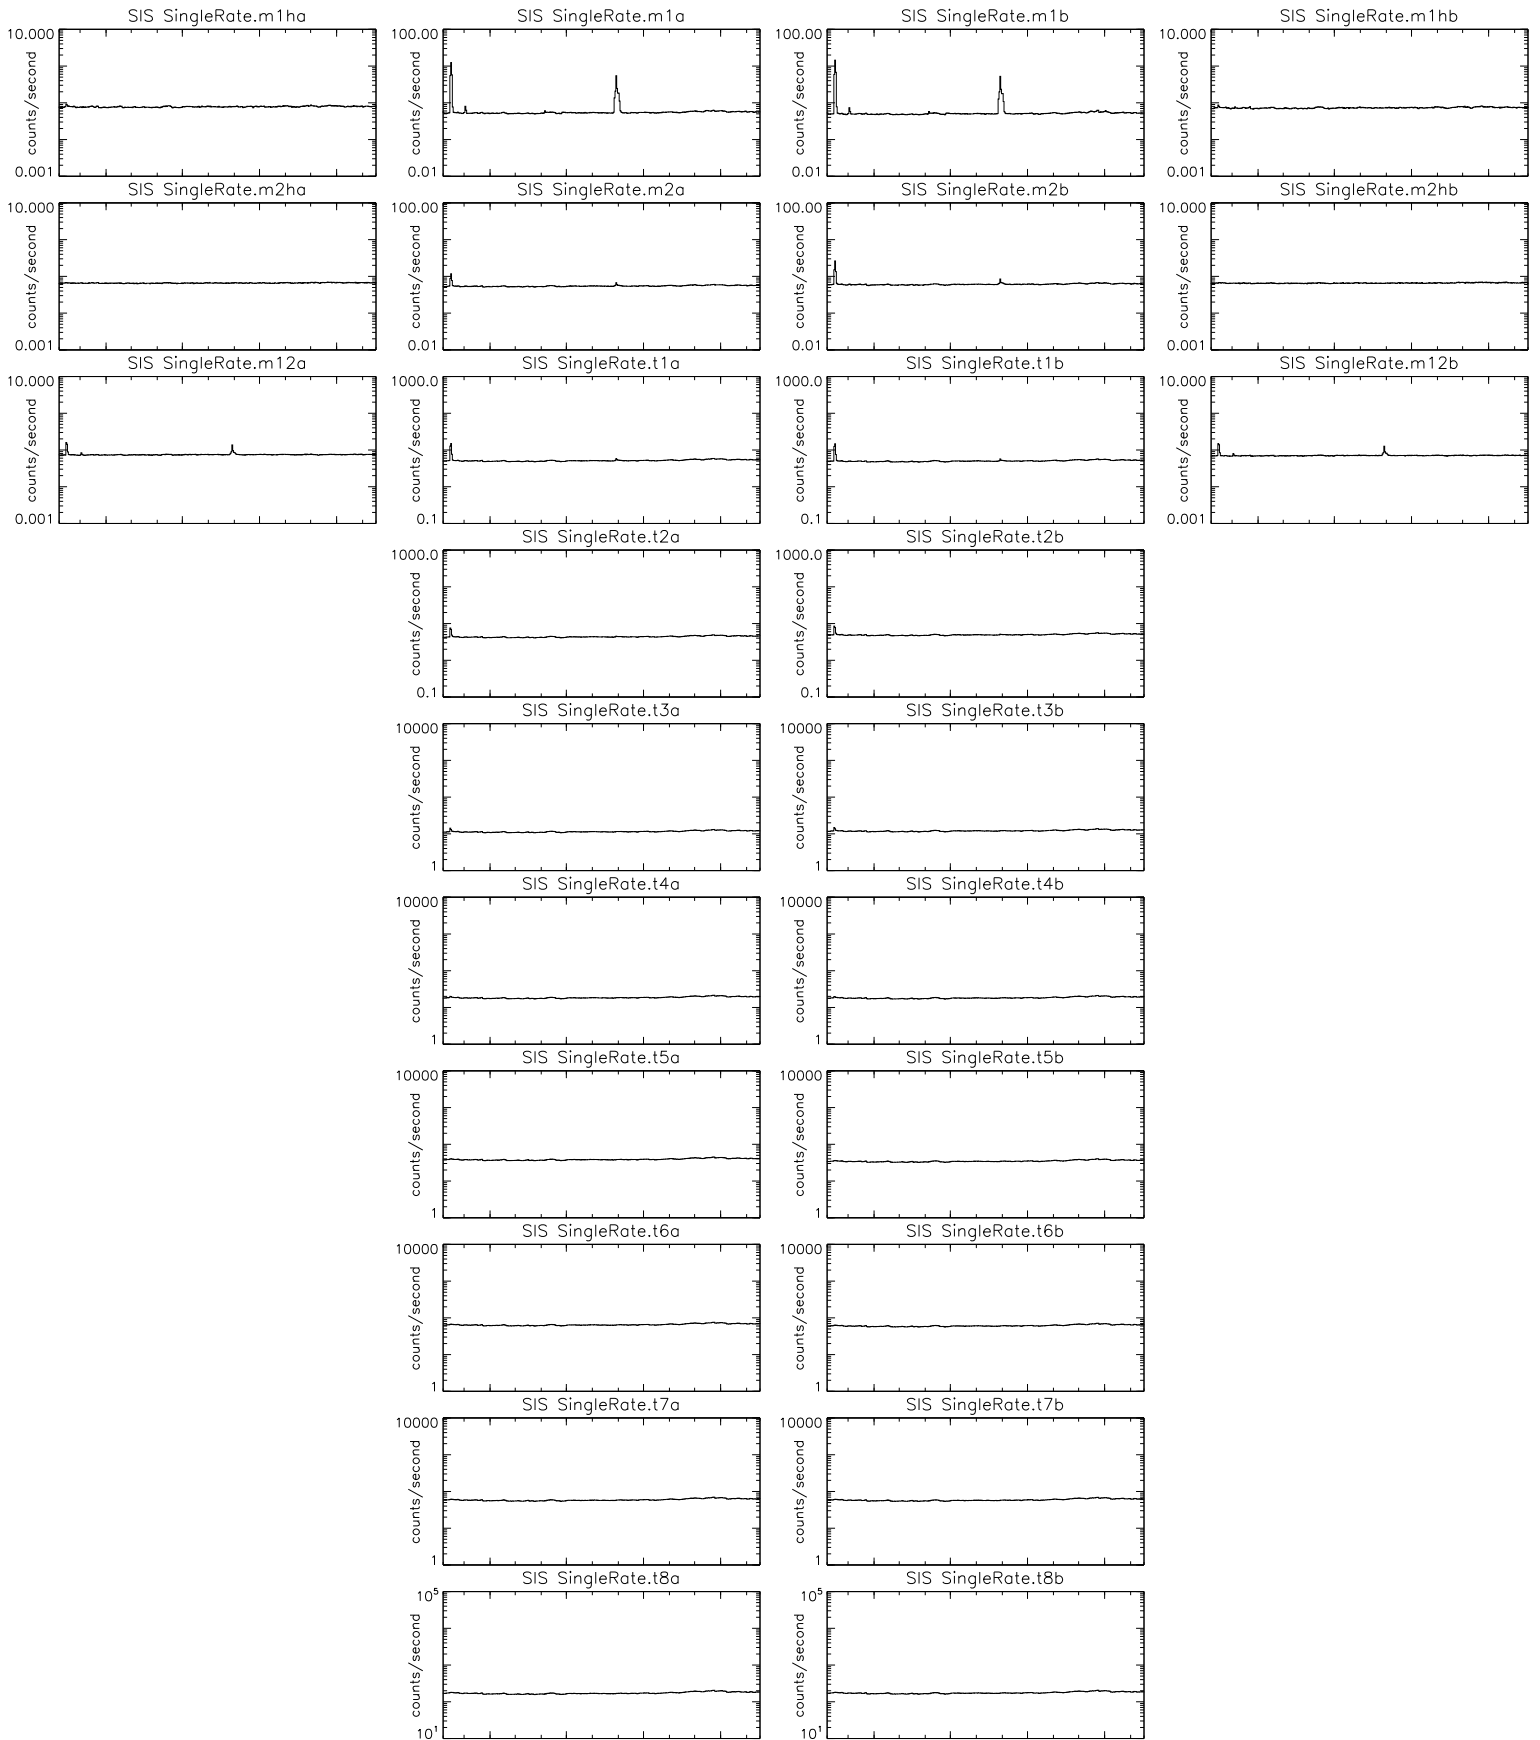 SIS SingleRate.m1ha
10.000
counts/second
0.001
SIS SingleRate.m1a
100.00
0.01
SIS SingleRate.m1b
100.00
0.01
SIS SingleRate.m1hb
10.000
counts/second
0.001
SIS SingleRate.m2ha
10.000
counts/second
0.001
SIS SingleRate.m2a
100.00
counts/second
0.01
SIS SingleRate.m2b
100.00
counts/second
0.01
SIS SingleRate.m2hb
10.000
counts/second
0.001
SIS SingleRate.m12a
10.000
counts/second
0.001
SIS SingleRate.t1a
1000.0
counts/second
0.1
SIS SingleRate.t1b
1000.0
counts/second
0.1
SIS SingleRate.m12b
10.000
counts/second
0.001
SIS SingleRate.t2a
1000.0
counts/second
0.1
SIS SingleRate.t2b
1000.0
counts/second
0.1
SIS SingleRate.t3a
10000
counts/second
1
SIS SingleRate.t3b
10000
counts/second
1
SIS SingleRate.t4a
10000
counts/second
1
SIS SingleRate.t4b
10000
counts/second
1
SIS SingleRate.t5a
10000
counts/second
1
SIS SingleRate.t5b
10000
counts/second
1
SIS SingleRate.t6a
10000
counts/second
1
SIS SingleRate.t6b
10000
counts/second
1
SIS SingleRate.t7a
10000
counts/second
1
SIS SingleRate.t7b
10000
counts/second
1
SIS SingleRate.t8a
10⁵
counts/second
10¹
SIS SingleRate.t8b
10⁵
counts/second
10¹